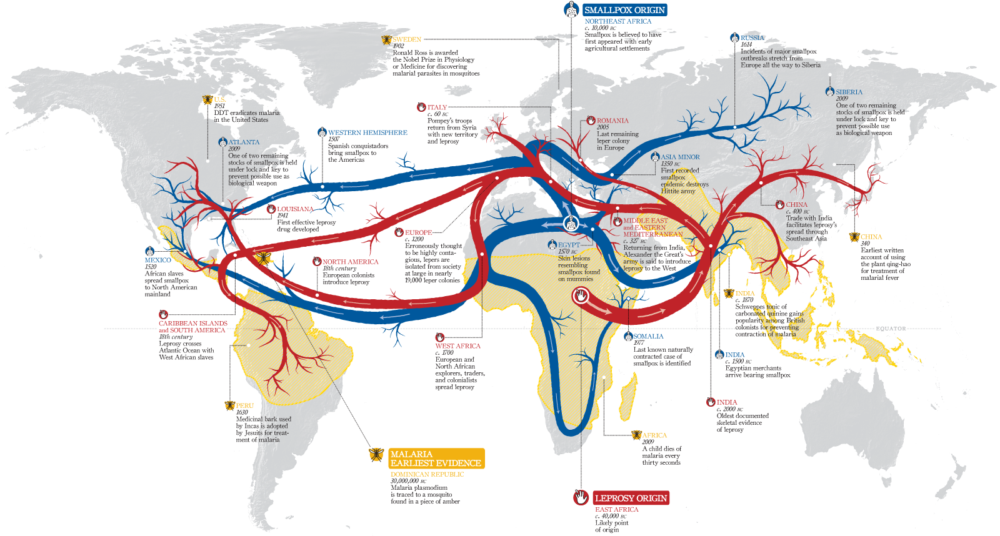 SMALLPOX ORIGIN
NORTHEAST AFRICA
c. 10,000 BC
Smallpox is believed to have
first appeared with early
agricultural settlements
SWEDEN
1902
Ronald Ross is awarded
the Nobel Prize in Physiology
or Medicine for discovering
malarial parasites in mosquitoes
RUSSIA
1614
Incidents of major smallpox
outbreaks stretch from
Europe all the way to Siberia
SIBERIA
2009
One of two remaining
stocks of smallpox is held
under lock and key to
prevent possible use
as biological weapon
U.S.
1951
DDT eradicates malaria
in the United States
ITALY
c. 60 BC
Pompey's troops
return from Syria
with new territory
and leprosy
ROMANIA
2005
Last remaining
leper colony
in Europe
ATLANTA
2009
One of two remaining
stocks of smallpox is held
under lock and key to
prevent possible use as
biological weapon
WESTERN HEMISPHERE
1507
Spanish conquistadors
bring smallpox to
the Americas
ASIA MINOR
1350 BC
First recorded
smallpox
epidemic destroys
Hittite army
LOUISIANA
1941
First effective leprosy
drug developed
CHINA
c. 400 BC
Trade with India
facilitates leprosy's
spread through
Southeast Asia
MIDDLE EAST
and EASTERN
MEDITERRANEAN
c. 327 BC
Returning from India,
Alexander the Great's
army is said to introduce
leprosy to the West
EUROPE
c. 1200
Erroneously thought
to be highly conta-
gious, lepers are
isolated from society
at large in nearly
19,000 leper colonies
CHINA
340
Earliest written
account of using
the plant qing-hao
for treatment of
malarial fever
EGYPT
1570 BC
Skin lesions
resembling
smallpox found
on mummies
MEXICO
1520
African slaves
spread smallpox
to North American
mainland
NORTH AMERICA
18th century
European colonists
introduce leprosy
INDIA
c. 1870
Schweppes tonic of
carbonated quinine gains
popularity among British
colonists for preventing
contraction of malaria
EQUATOR
CARIBBEAN ISLANDS
and SOUTH AMERICA
18th century
Leprosy crosses
Atlantic Ocean with
West African slaves
WEST AFRICA
c. 1700
European and
North African
explorers, traders,
and colonialists
spread leprosy
SOMALIA
1977
Last known naturally
contracted case of
smallpox is identified
INDIA
c. 1500 BC
Egyptian merchants
arrive bearing smallpox
INDIA
c. 2000 BC
Oldest documented
skeletal evidence
of leprosy
PERU
1630
Medicinal bark used
by Incas is adopted
by Jesuits for treat-
ment of malaria
AFRICA
2009
A child dies of
malaria every
thirty seconds
MALARIA
EARLIEST EVIDENCE
DOMINICAN REPUBLIC
30,000,000 BC
Malaria plasmodium
is traced to a mosquito
found in a piece of amber
LEPROSY ORIGIN
EAST AFRICA
c. 40,000 BC
Likely point
of origin